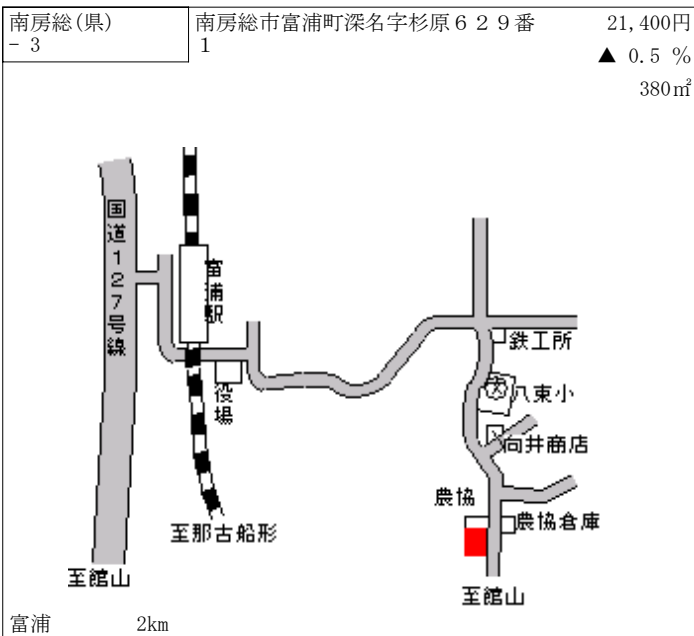 南房総(県)
- 3
南房総市富浦町深名字杉原６２９番
1
21,400円
▲ 0.5 %
380㎡
国道127号線
富浦駅
役場
鉄工所
八束小
向井商店
農協
農協倉庫
至那古船形
至館山
至館山
富浦 2km